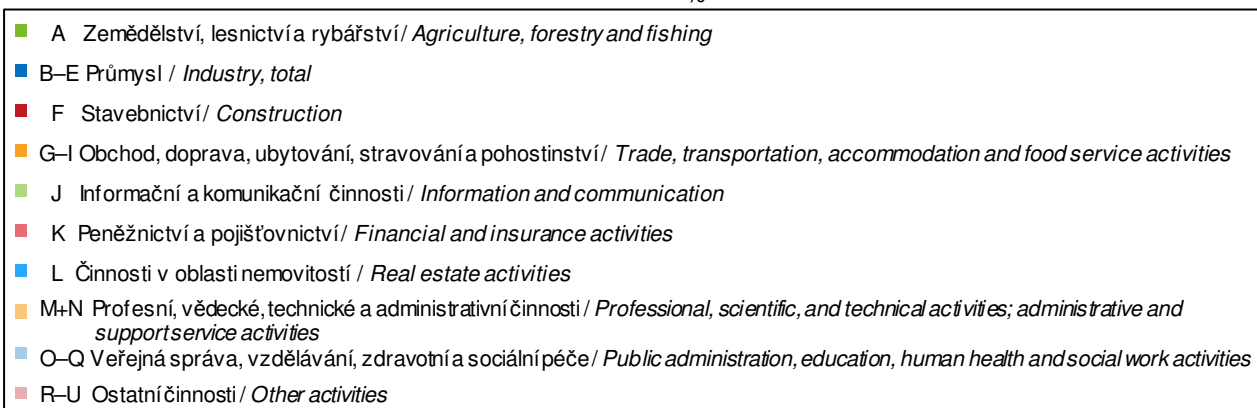 %
A Zemědělství, lesnictví a rybářství / Agriculture, forestry and fishing
B–E Průmysl / Industry, total
F Stavebnictví / Construction
G–I Obchod, doprava, ubytování, stravování a pohostinství / Trade, transportation, accommodation and food service activities
J Informační a komunikační činnosti / Information and communication
K Peněžnictví a pojišťovnictví / Financial and insurance activities
L Činnosti v oblasti nemovitostí / Real estate activities
M+N Profesní, vědecké, technické a administrativní činnosti / Professional, scientific, and technical activities; administrative and
support service activities
O–Q Veřejná správa, vzdělávání, zdravotní a sociální péče / Public administration, education, human health and social work activities
R–U Ostatní činnosti / Other activities